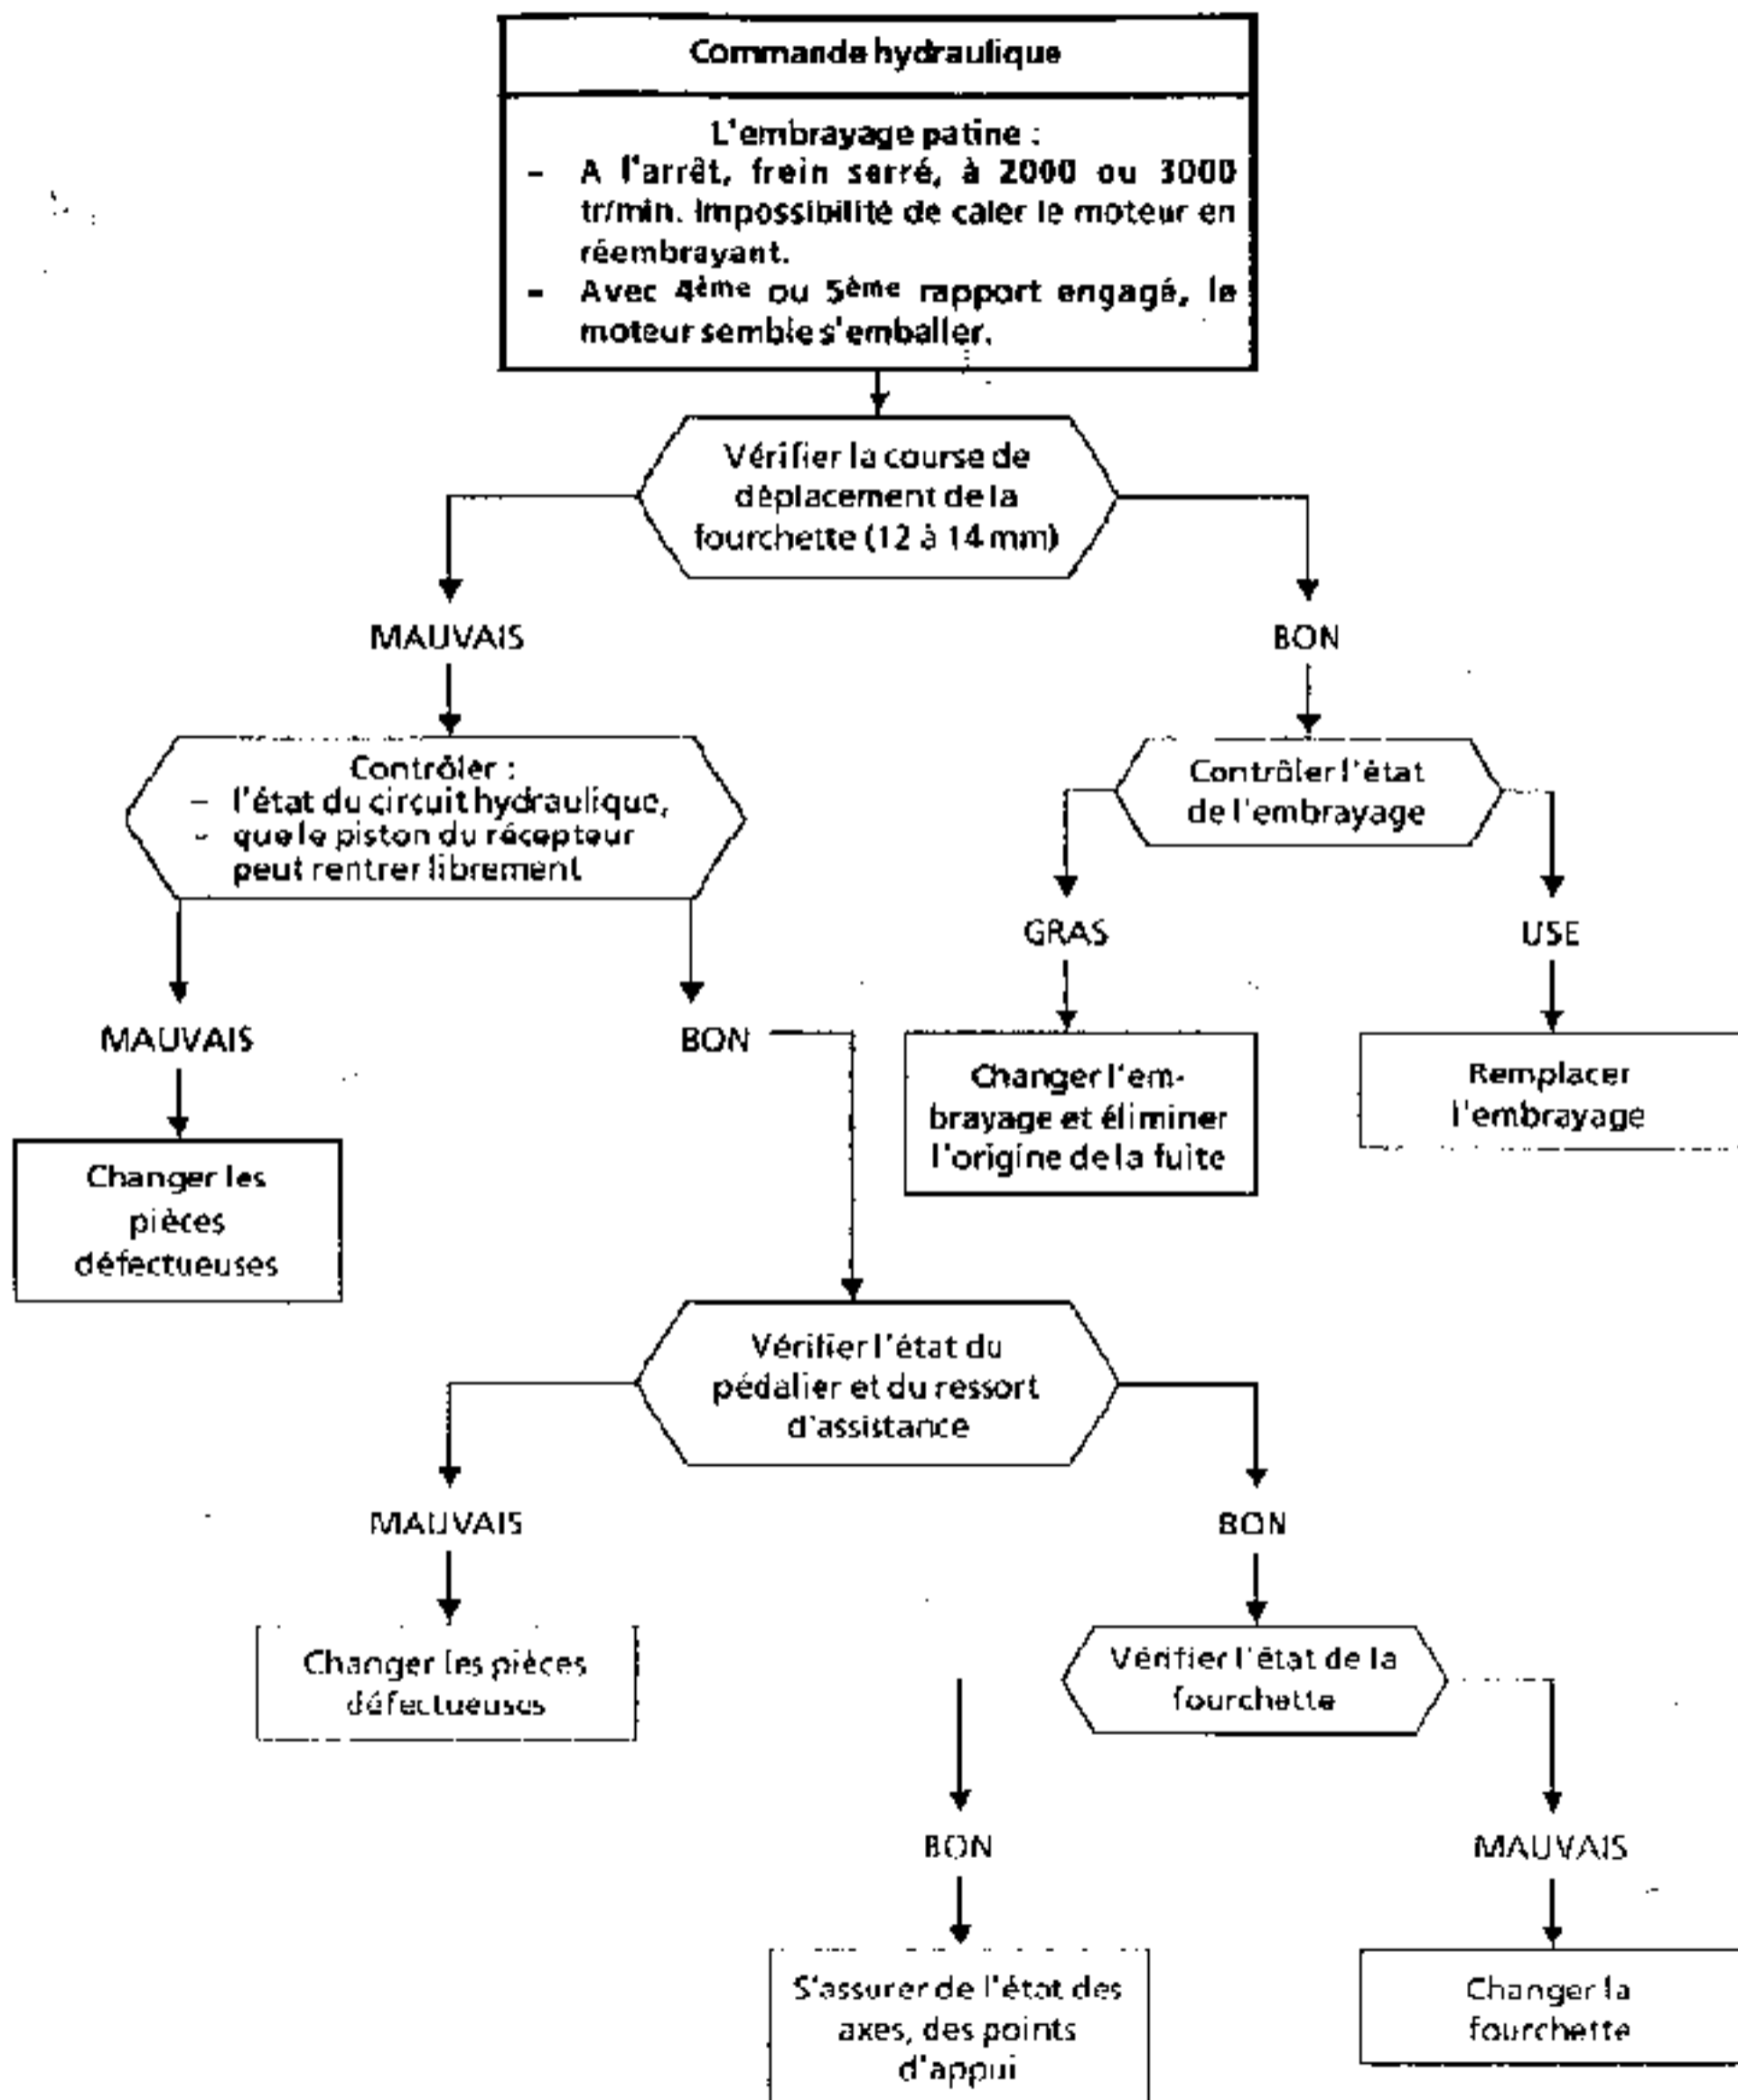 Commande hydraulique
L'embrayage patine :
- A l'arrêt, frein serré, à 2000 ou 3000
tr/min. Impossibilité de caler le moteur en
réembrayant.
- Avec 4ème ou 5ème rapport engagé, le
moteur semble s'emballer.
Vérifier la course de
déplacement de la
fourchette (12 à 14 mm)
MAUVAIS
BON
Contrôler :
- l'état du circuit hydraulique,
- que le piston du récepteur
peut rentrer librement
Contrôler l'état
de l'embrayage
GRAS
USE
MAUVAIS
BON
Changer l'em-
brayage et éliminer
l'origine de la fuite
Remplacer
l'embrayage
Changer les
pièces
défectueuses
Vérifier l'état du
pédalier et du ressort
d'assistance
MAUVAIS
BON
Changer les pièces
défectueuses
Vérifier l'état de la
fourchette
BON
MAUVAIS
S'assurer de l'état des
axes, des points
d'appui
Changer la
fourchette